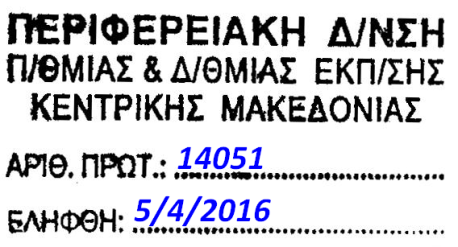 ΠΕΡΙΦΕΡΕΙΑΚΗ Δ/ΝΣΗ
Π/ΘΜΙΑΣ & Δ/ΘΜΙΑΣ ΕΚΠ/ΣΗΣ
ΚΕΝΤΡΙΚΗΣ ΜΑΚΕΔΟΝΙΑΣ
ΑΡΙΘ. ΠΡΩΤ.: 14051
ΕΛΗΦΘΗ: 5/4/2016